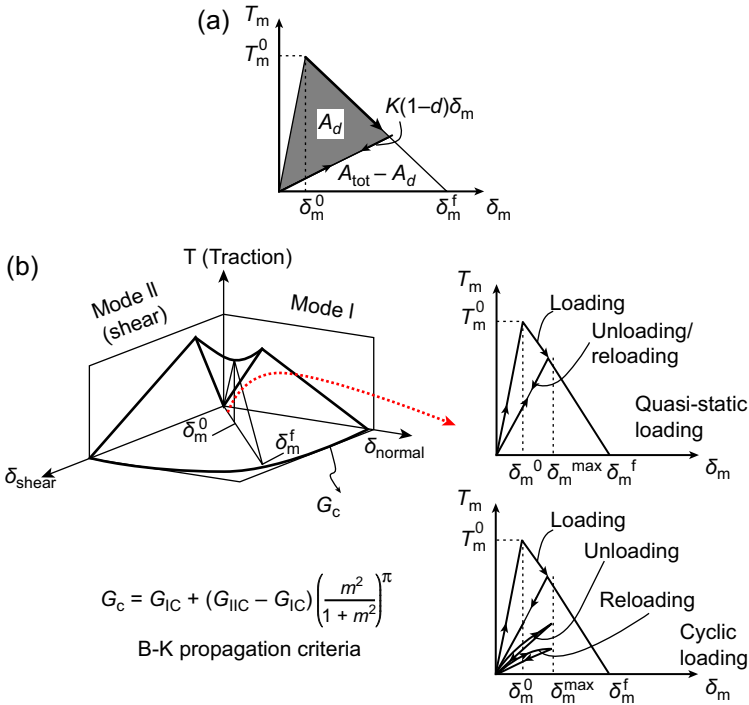 (a)
T_m
T_m^0
K(1–d)δ_m
A_d
A_tot – A_d
δ_m^0
δ_m^f
δ_m
(b)
T (Traction)
Mode II
(shear)
Mode I
δ_m^0
δ_m^f
δ_normal
δ_shear
G_c
G_c = G_IC + (G_IIC – G_IC) (m^2 / 1 + m^2)^π
B-K propagation criteria
T_m
T_m^0
Loading
Unloading/
reloading
Quasi-static
loading
δ_m^0
δ_m^max
δ_m^f
δ_m
T_m
T_m^0
Loading
Unloading
Reloading
Cyclic
loading
δ_m^0
δ_m^max
δ_m^f
δ_m